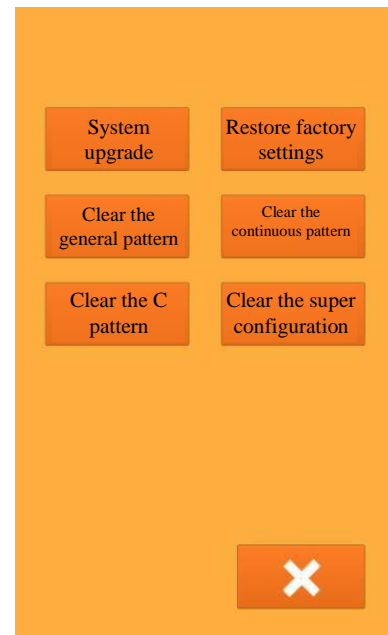 System
upgrade
Restore factory
settings
Clear the
general pattern
Clear the
continuous pattern
Clear the C
pattern
Clear the super
configuration